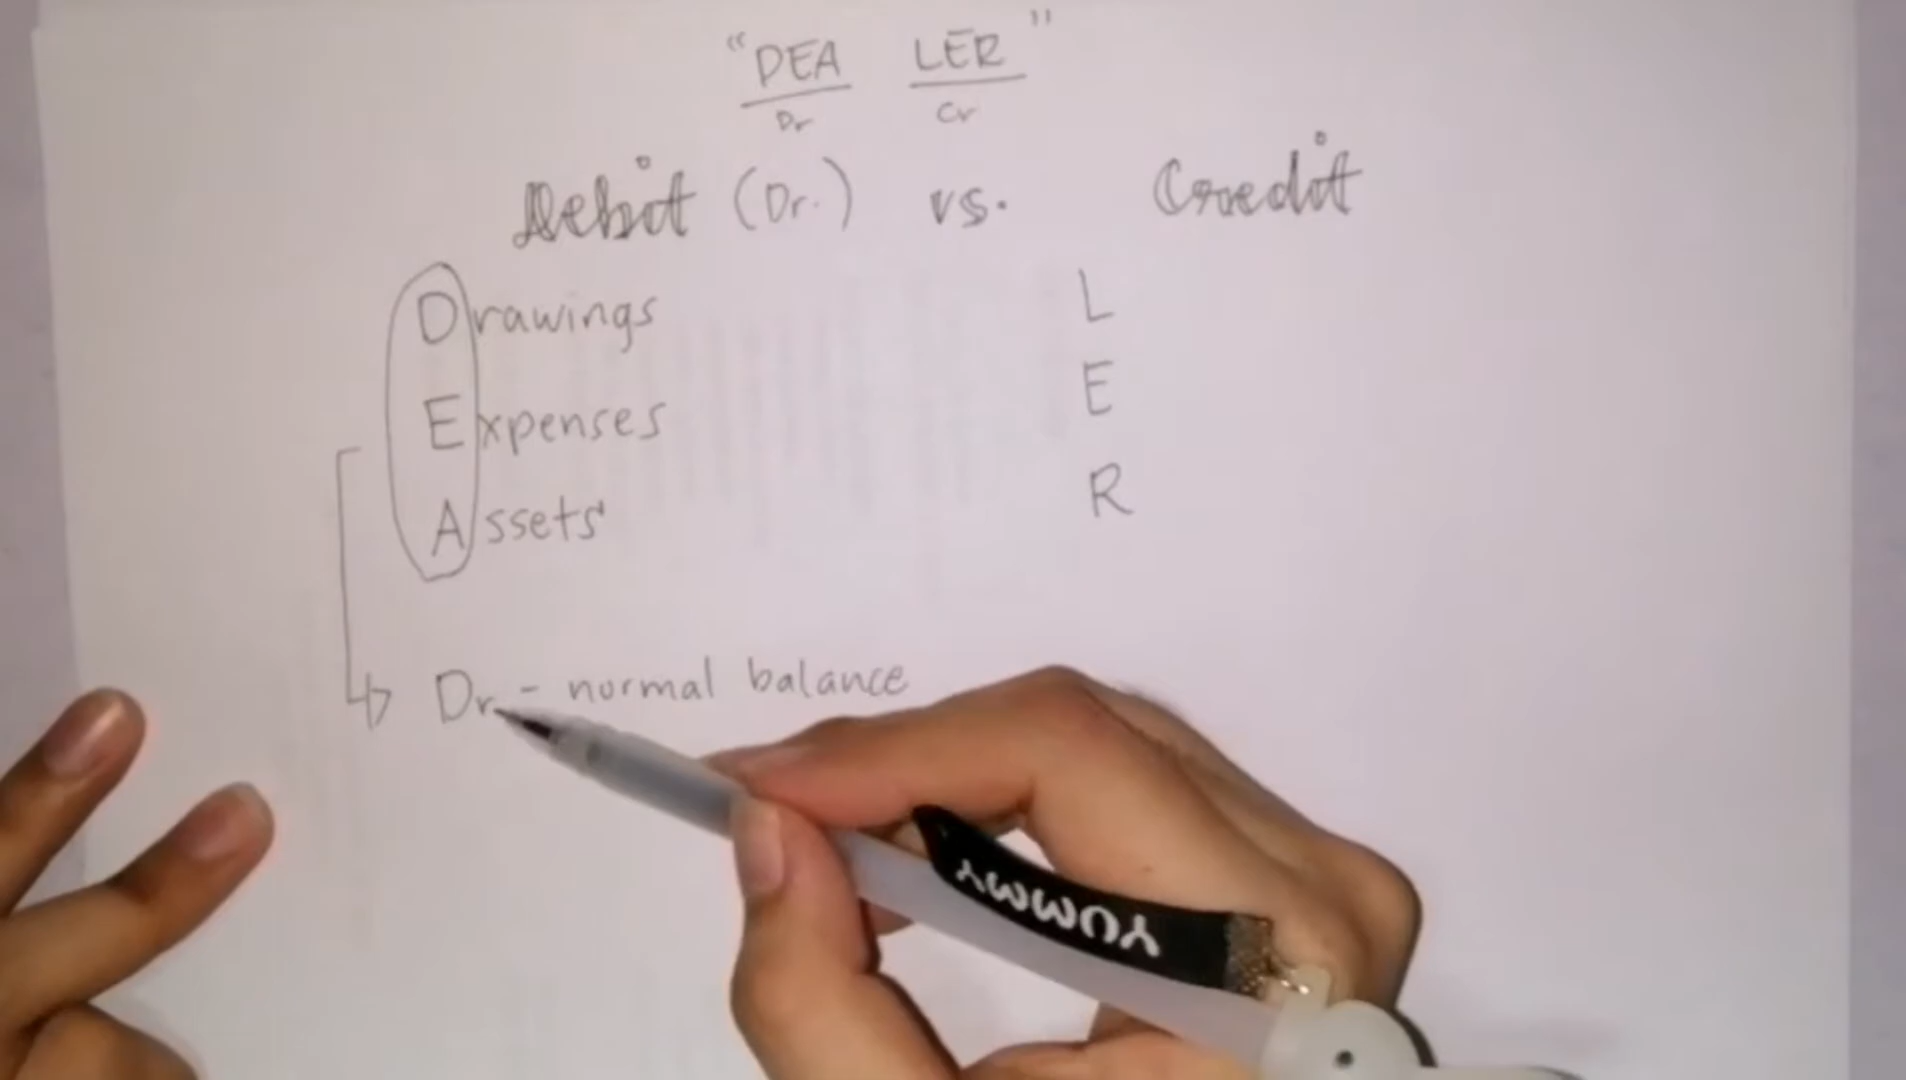 “DEA LER”
Dr Cr
Debit (Dr.) vs. Credit
Drawings L
Expenses E
Assets R
Dr - normal balance
YUMMY